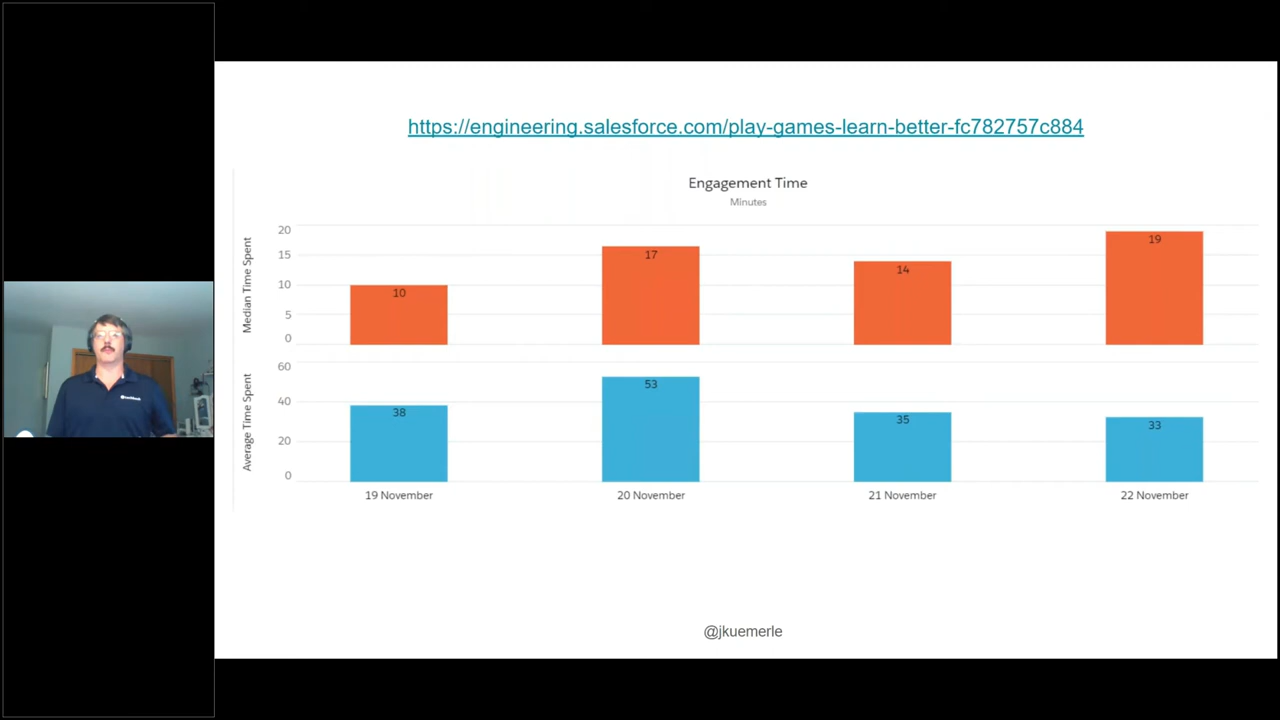 https://engineering.salesforce.com/play-games-learn-better-fc782757c884
Engagement Time
Minutes
Median Time Spent
20
15
10
5
0
10
17
14
19
Average Time Spent
60
40
20
0
38
53
35
33
19 November
20 November
21 November
22 November
@jkuemerle